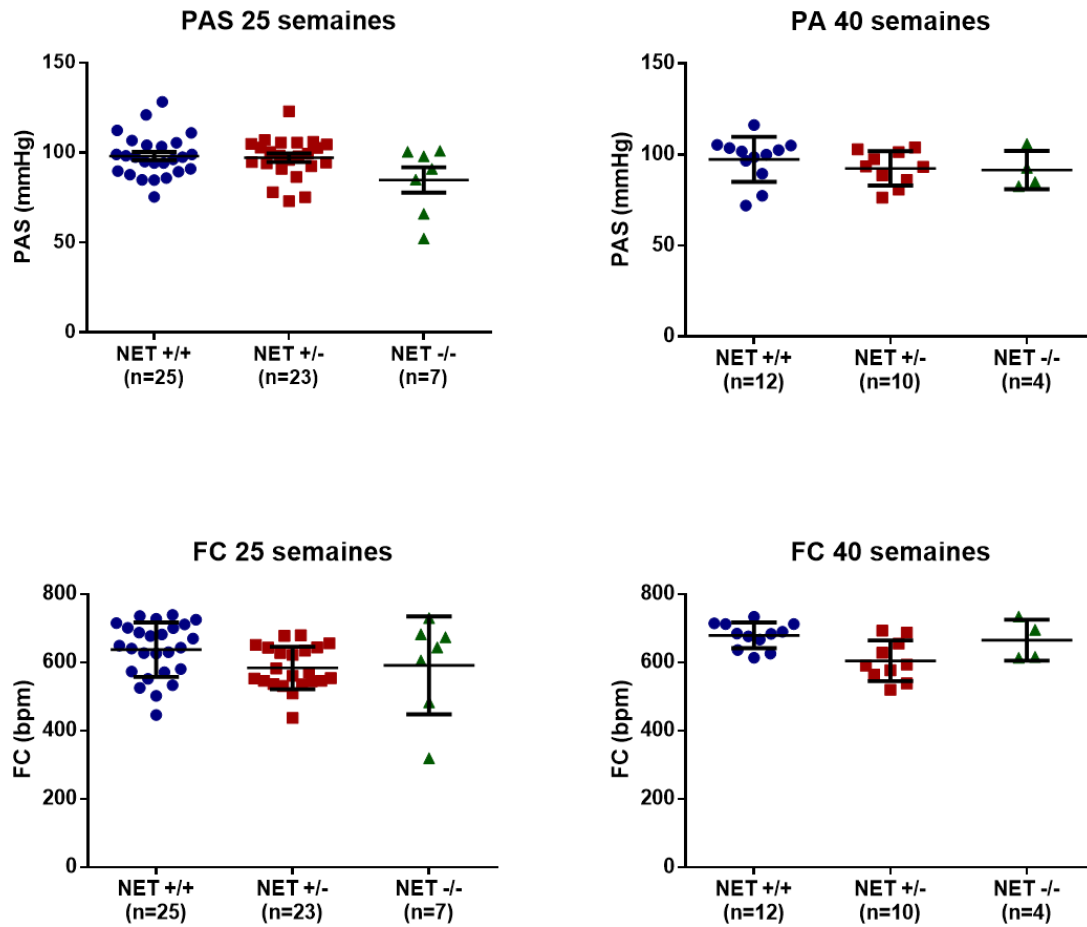 PAS 25 semaines
150
100
50
0
PAS (mmHg)
NET +/+
(n=25)
NET +/-
(n=23)
NET -/-
(n=7)
PA 40 semaines
150
100
50
0
PAS (mmHg)
NET +/+
(n=12)
NET +/-
(n=10)
NET -/-
(n=4)
FC 25 semaines
800
600
400
200
0
FC (bpm)
NET +/+
(n=25)
NET +/-
(n=23)
NET -/-
(n=7)
FC 40 semaines
800
600
400
200
0
FC (bpm)
NET +/+
(n=12)
NET +/-
(n=10)
NET -/-
(n=4)